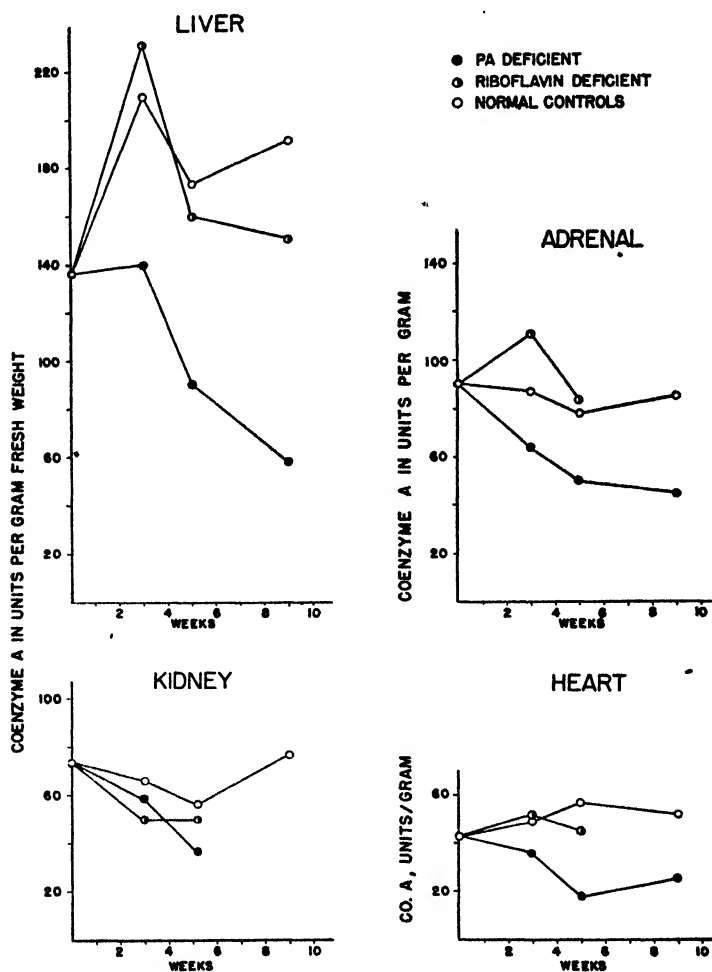 LIVER
● PA DEFICIENT
◑ RIBOFLAVIN DEFICIENT
○ NORMAL CONTROLS
COENZYME A IN UNITS PER GRAM FRESH WEIGHT
220
180
140
100
60
20
2 4 6 8 10
WEEKS
ADRENAL
COENZYME A IN UNITS PER GRAM
140
100
60
20
2 4 6 8 10
WEEKS
KIDNEY
100
60
20
2 4 6 8 10
WEEKS
HEART
CO. A, UNITS/GRAM
60
20
2 4 6 8 10
WEEKS